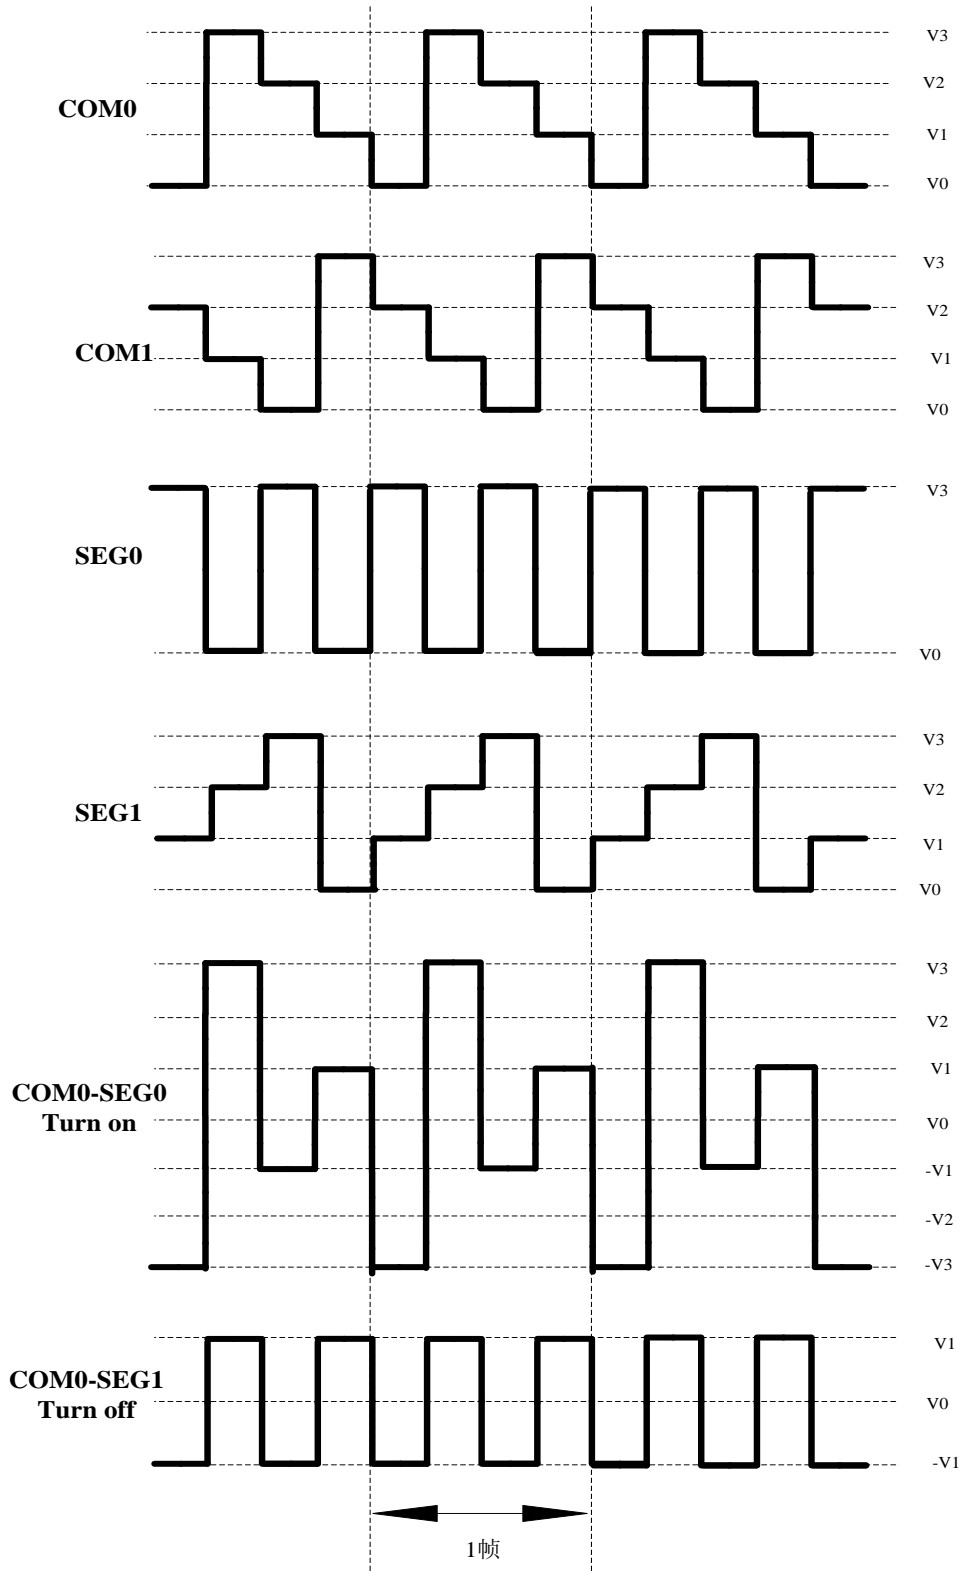 V3
V2
COM0
V1
V0
V3
V2
COM1
V1
V0
V3
SEG0
V0
V3
V2
SEG1
V1
V0
V3
V2
V1
COM0-SEG0
Turn on
V0
-V1
-V2
-V3
V1
COM0-SEG1
Turn off
V0
-V1
1帧